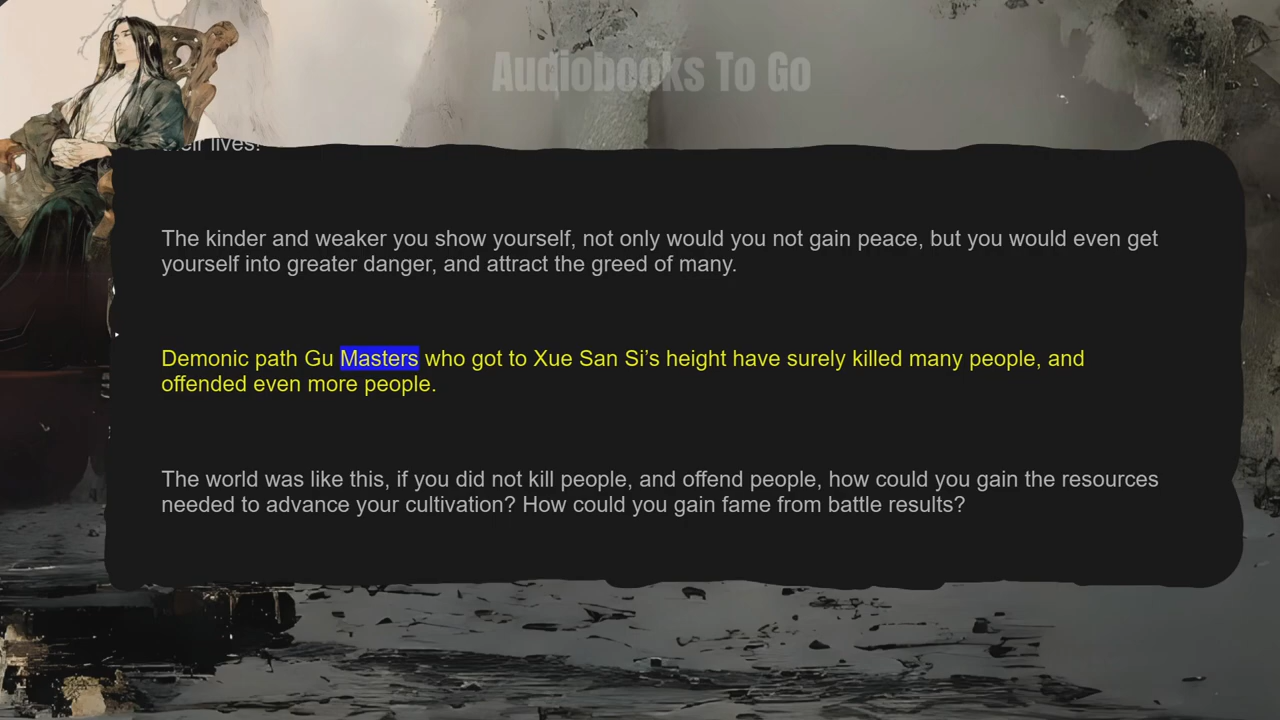 Audiobooks To Go
their lives!
The kinder and weaker you show yourself, not only would you not gain peace, but you would even get
yourself into greater danger, and attract the greed of many.
Demonic path Gu Masters who got to Xue San Si’s height have surely killed many people, and
offended even more people.
The world was like this, if you did not kill people, and offend people, how could you gain the resources
needed to advance your cultivation? How could you gain fame from battle results?